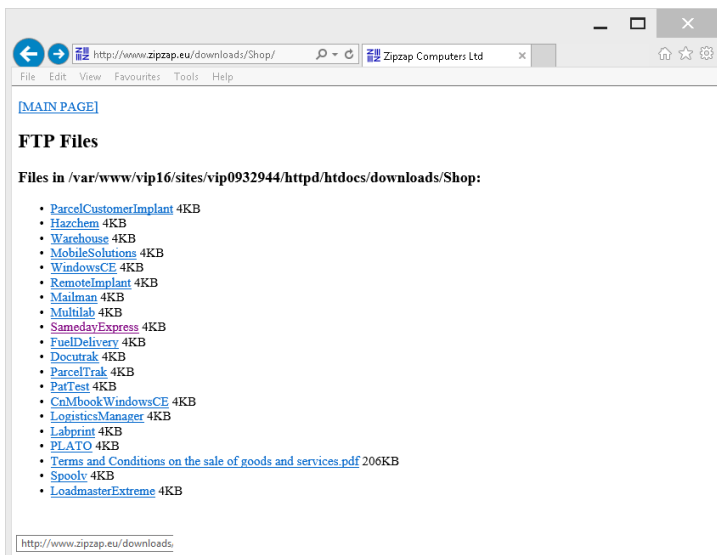 http://www.zipzap.eu/downloads/Shop/
Zipzap Computers Ltd
File Edit View Favourites Tools Help
[MAIN PAGE]
FTP Files
Files in /var/www/vip16/sites/vip0932944/httpd/htdocs/downloads/Shop:
• ParcelCustomerImplant 4KB
• Hazchem 4KB
• Warehouse 4KB
• MobileSolutions 4KB
• WindowsCE 4KB
• RemoteImplant 4KB
• Mailman 4KB
• Multilab 4KB
• SamedayExpress 4KB
• FuelDelivery 4KB
• Docutrak 4KB
• ParcelTrak 4KB
• PatTest 4KB
• CnMbookWindowsCE 4KB
• LogisticsManager 4KB
• Labprint 4KB
• PLATO 4KB
• Terms and Conditions on the sale of goods and services.pdf 206KB
• Spoolv 4KB
• LoadmasterExtreme 4KB
http://www.zipzap.eu/downloads